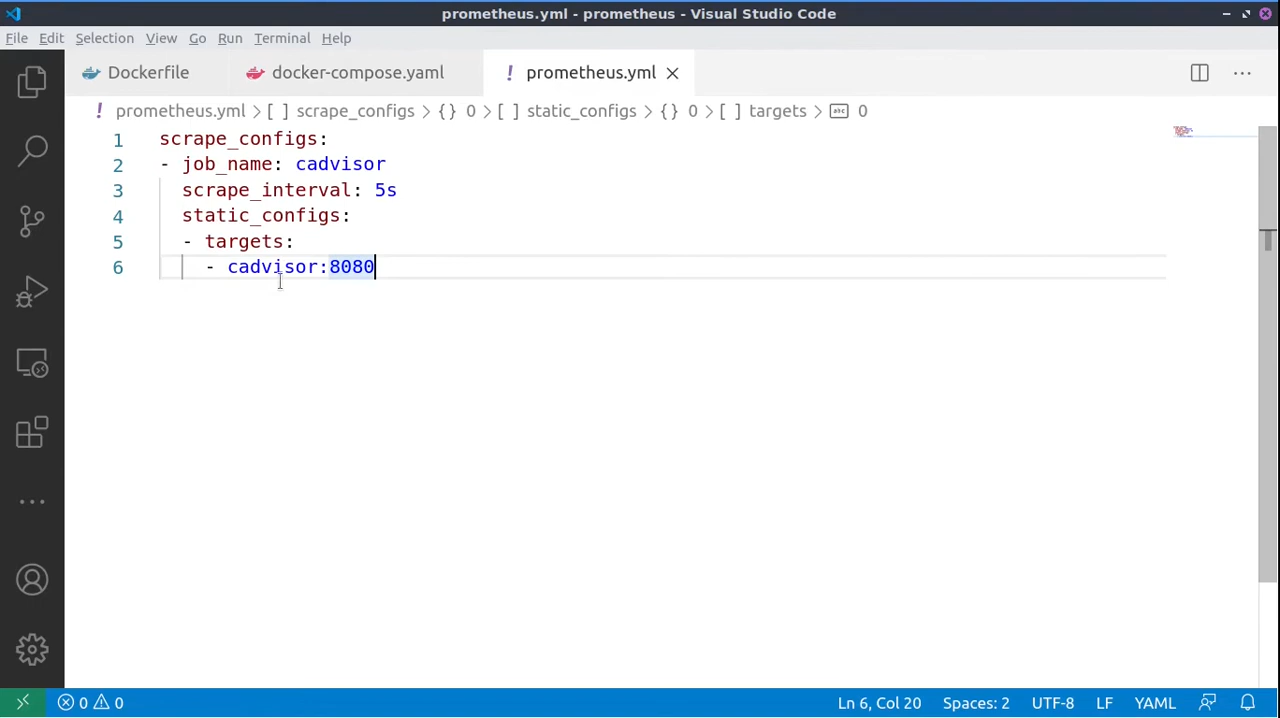 prometheus.yml - prometheus - Visual Studio Code
File Edit Selection View Go Run Terminal Help
Dockerfile docker-compose.yaml ! prometheus.yml
! prometheus.yml > [ ] scrape_configs > {} 0 > [ ] static_configs > {} 0 > [ ] targets > abc 0
1 scrape_configs:
2 - job_name: cadvisor
3 scrape_interval: 5s
4 static_configs:
5 - targets:
6 - cadvisor:8080
0 0 Ln 6, Col 20 Spaces: 2 UTF-8 LF YAML